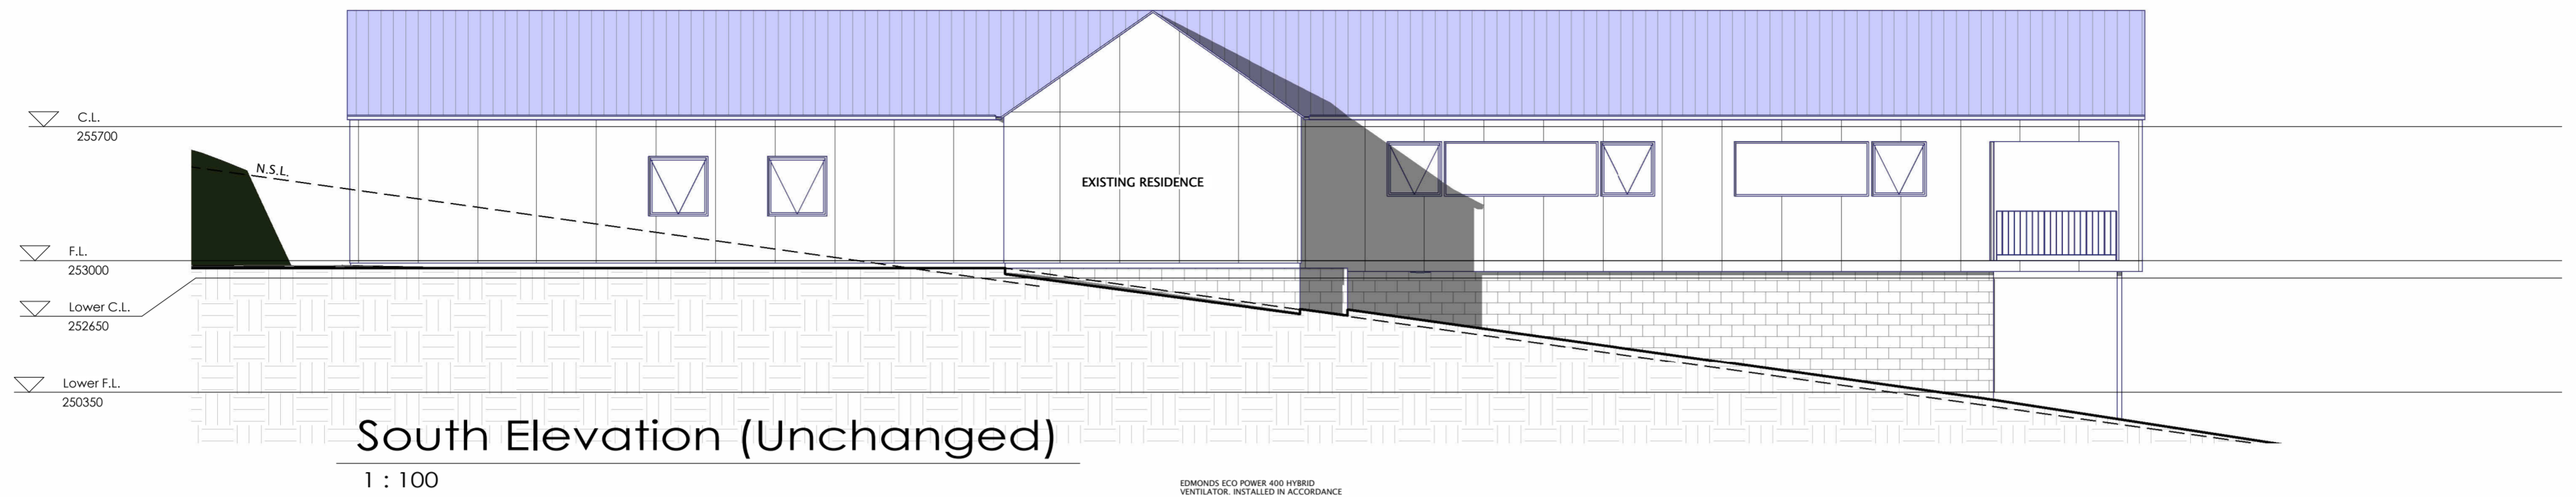 C.L.
255700
N.S.L.
EXISTING RESIDENCE
F.L.
253000
Lower C.L.
252650
Lower F.L.
250350
South Elevation (Unchanged)
1 : 100
EDMONDS ECO POWER 400 HYBRID
VENTILATOR. INSTALLED IN ACCORDANCE